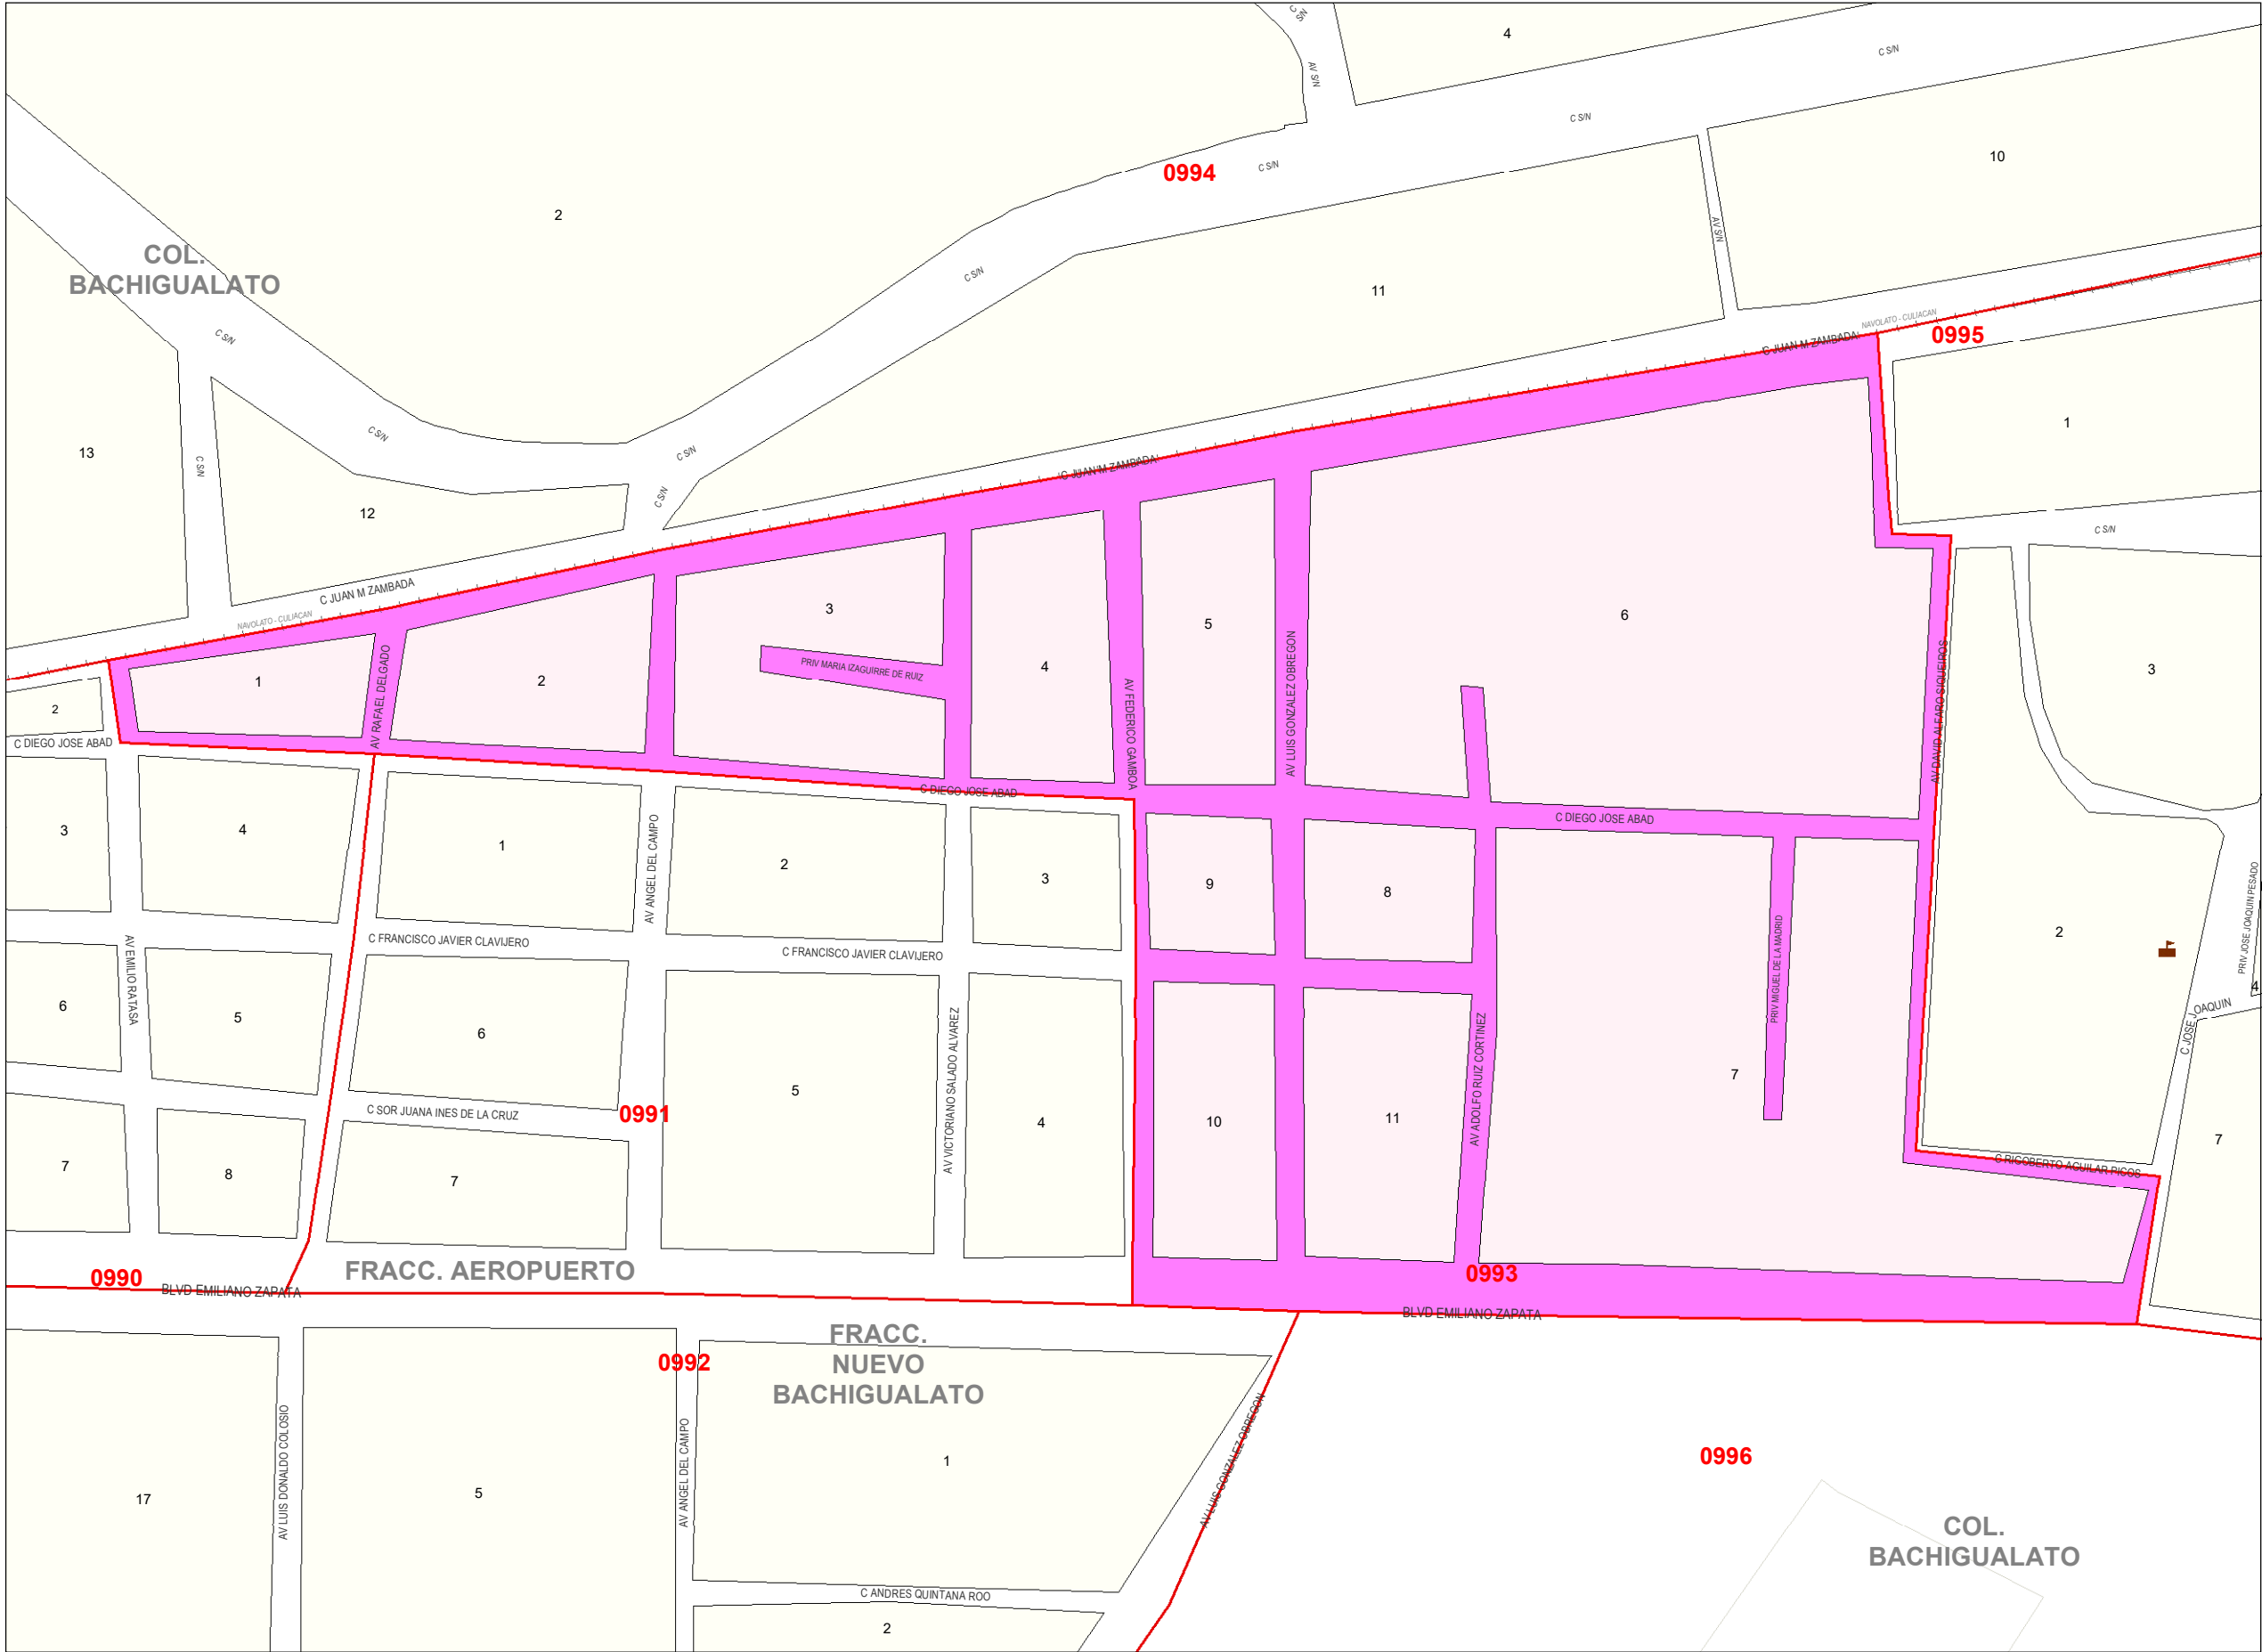 C S/N
4
C S/N
AV S/N
C S/N
10
0994
C S/N
2
AV S/N
COL.
BACHIGUALATO
C S/N
11
NAVOLATO - CULIACAN
0995
C S/N
C JUAN M ZAMBADA
1
C S/N
13
C S/N
C S/N
C JUAN M ZAMBADA
C S/N
12
C S/N
C JUAN M ZAMBADA
NAVOLATO - CULIACAN
3
5
6
PRIV MARIA IZAGUIRRE DE RUIZ
4
3
1
2
AV RAFAEL DELGADO
AV FEDERICO GAMBOA
AV LUIS GONZALEZ OBREGON
AV DAVID ALFARO SIQUEIROS
2
C DIEGO JOSE ABAD
C DIEGO JOSE ABAD
C DIEGO JOSE ABAD
3
4
1
AV ANGEL DEL CAMPO
2
3
9
8
PRIV JOSE JOAQUIN PESADO
2
C FRANCISCO JAVIER CLAVIJERO
C FRANCISCO JAVIER CLAVIJERO
AV EMILIO RATASA
PRIV MIGUEL DE LA MADRID
4
6
5
6
C JOSE JOAQUIN
AV VICTORIANO SALADO ALVAREZ
AV ADOLFO RUIZ CORTINEZ
7
5
C SOR JUANA INES DE LA CRUZ
0991
4
10
11
7
7
8
7
C RIGOBERTO AGUILAR PICOS
FRACC. AEROPUERTO
0990
0993
BLVD EMILIANO ZAPATA
BLVD EMILIANO ZAPATA
FRACC.
NUEVO
BACHIGUALATO
0992
AV LUIS DONALDO COLOSIO
AV ANGEL DEL CAMPO
AV LUIS GONZALEZ OBREGON
1
0996
17
5
COL.
BACHIGUALATO
C ANDRES QUINTANA ROO
2